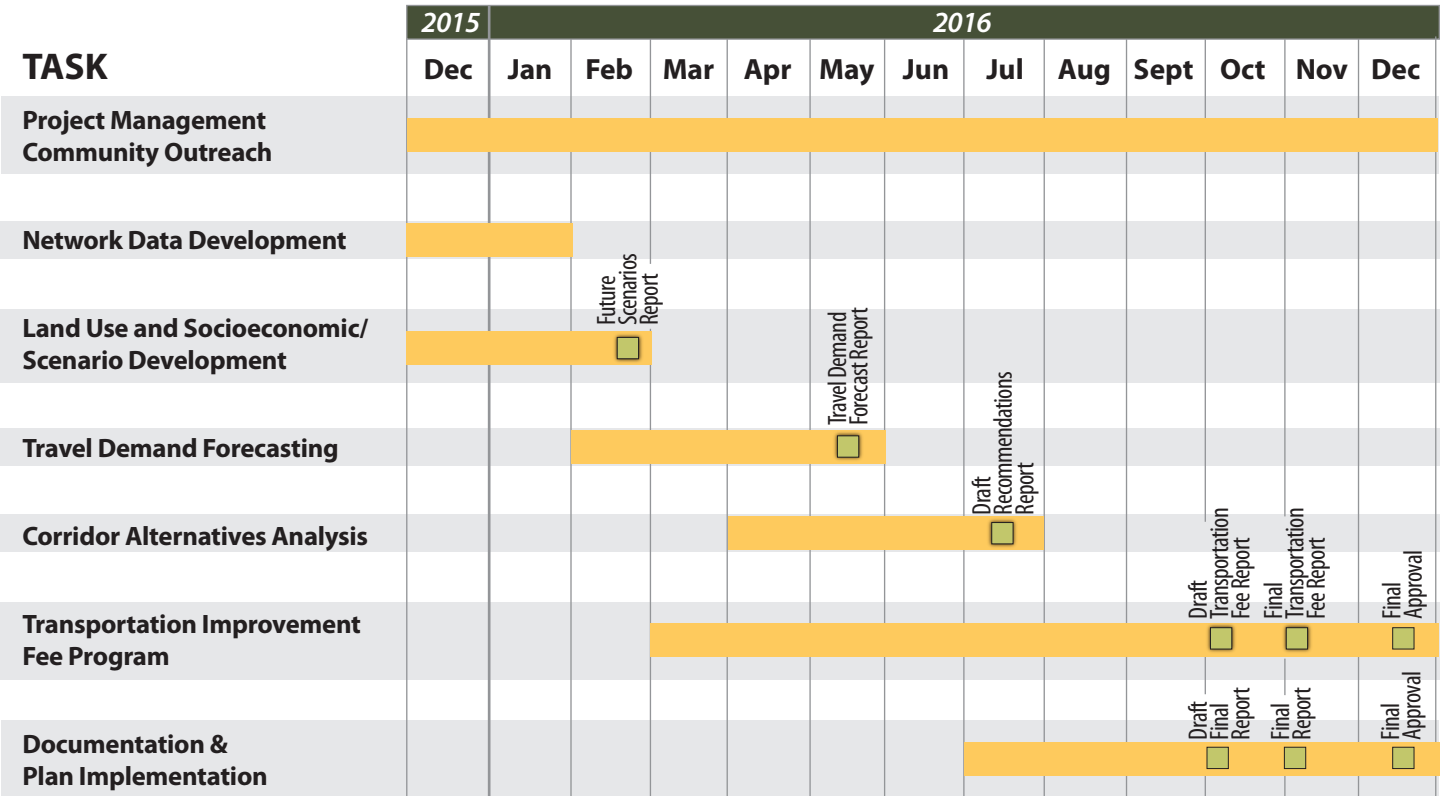 2015 2016
TASK Dec Jan Feb Mar Apr May Jun Jul Aug Sept Oct Nov Dec
Project Management
Community Outreach
Network Data Development
Future
Scenarios
Report
Land Use and Socioeconomic/
Scenario Development
Travel Demand
Forecast Report
Travel Demand Forecasting
Draft
Recommendations
Report
Corridor Alternatives Analysis
Draft
Transportation
Fee Report
Final
Transportation
Fee Report
Final
Approval
Transportation Improvement
Fee Program
Draft
Final
Report
Final
Report
Final
Approval
Documentation &
Plan Implementation